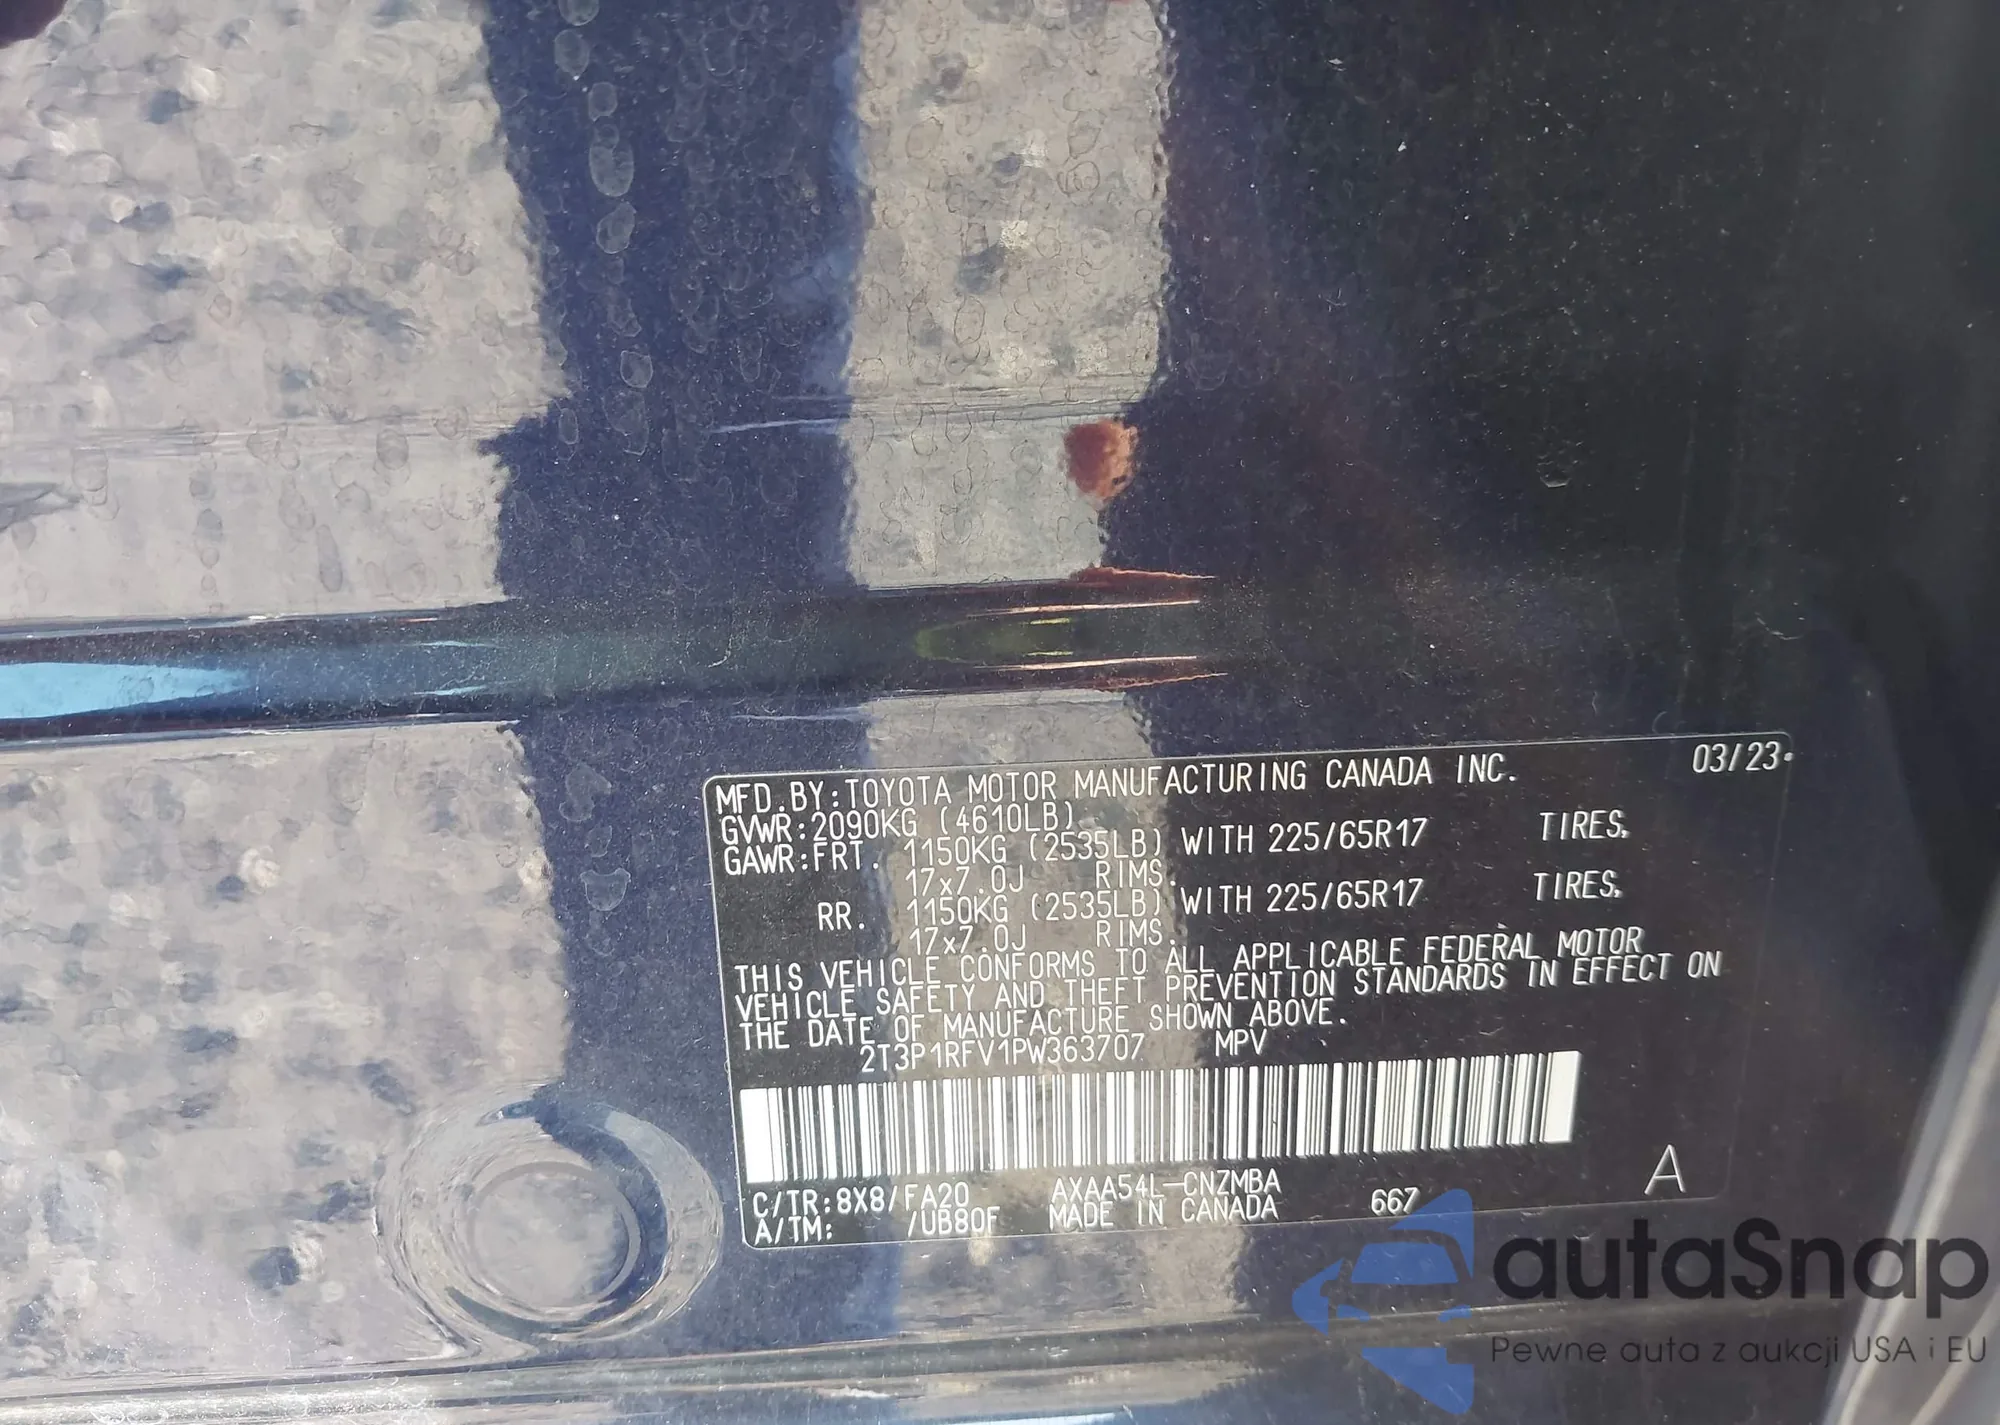 MFD.BY:TOYOTA MOTOR MANUFACTURING CANADA INC. 03/23
GVWR:2090KG (4610LB)
GAWR:FRT. 1150KG (2535LB) WITH 225/65R17 TIRES,
17x7.0J RIMS.
RR. 1150KG (2535LB) WITH 225/65R17 TIRES,
17x7.0J RIMS.
THIS VEHICLE CONFORMS TO ALL APPLICABLE FEDERAL MOTOR
VEHICLE SAFETY AND THEFT PREVENTION STANDARDS IN EFFECT ON
THE DATE OF MANUFACTURE SHOWN ABOVE.
2T3P1RFV1PW363707 MPV
A
C/TR:8X8/FA20 AXAA54L-CNZMBA 667
A/TM: /UB80F MADE IN CANADA
autaSnap
Pewne auta z aukcji USA i EU